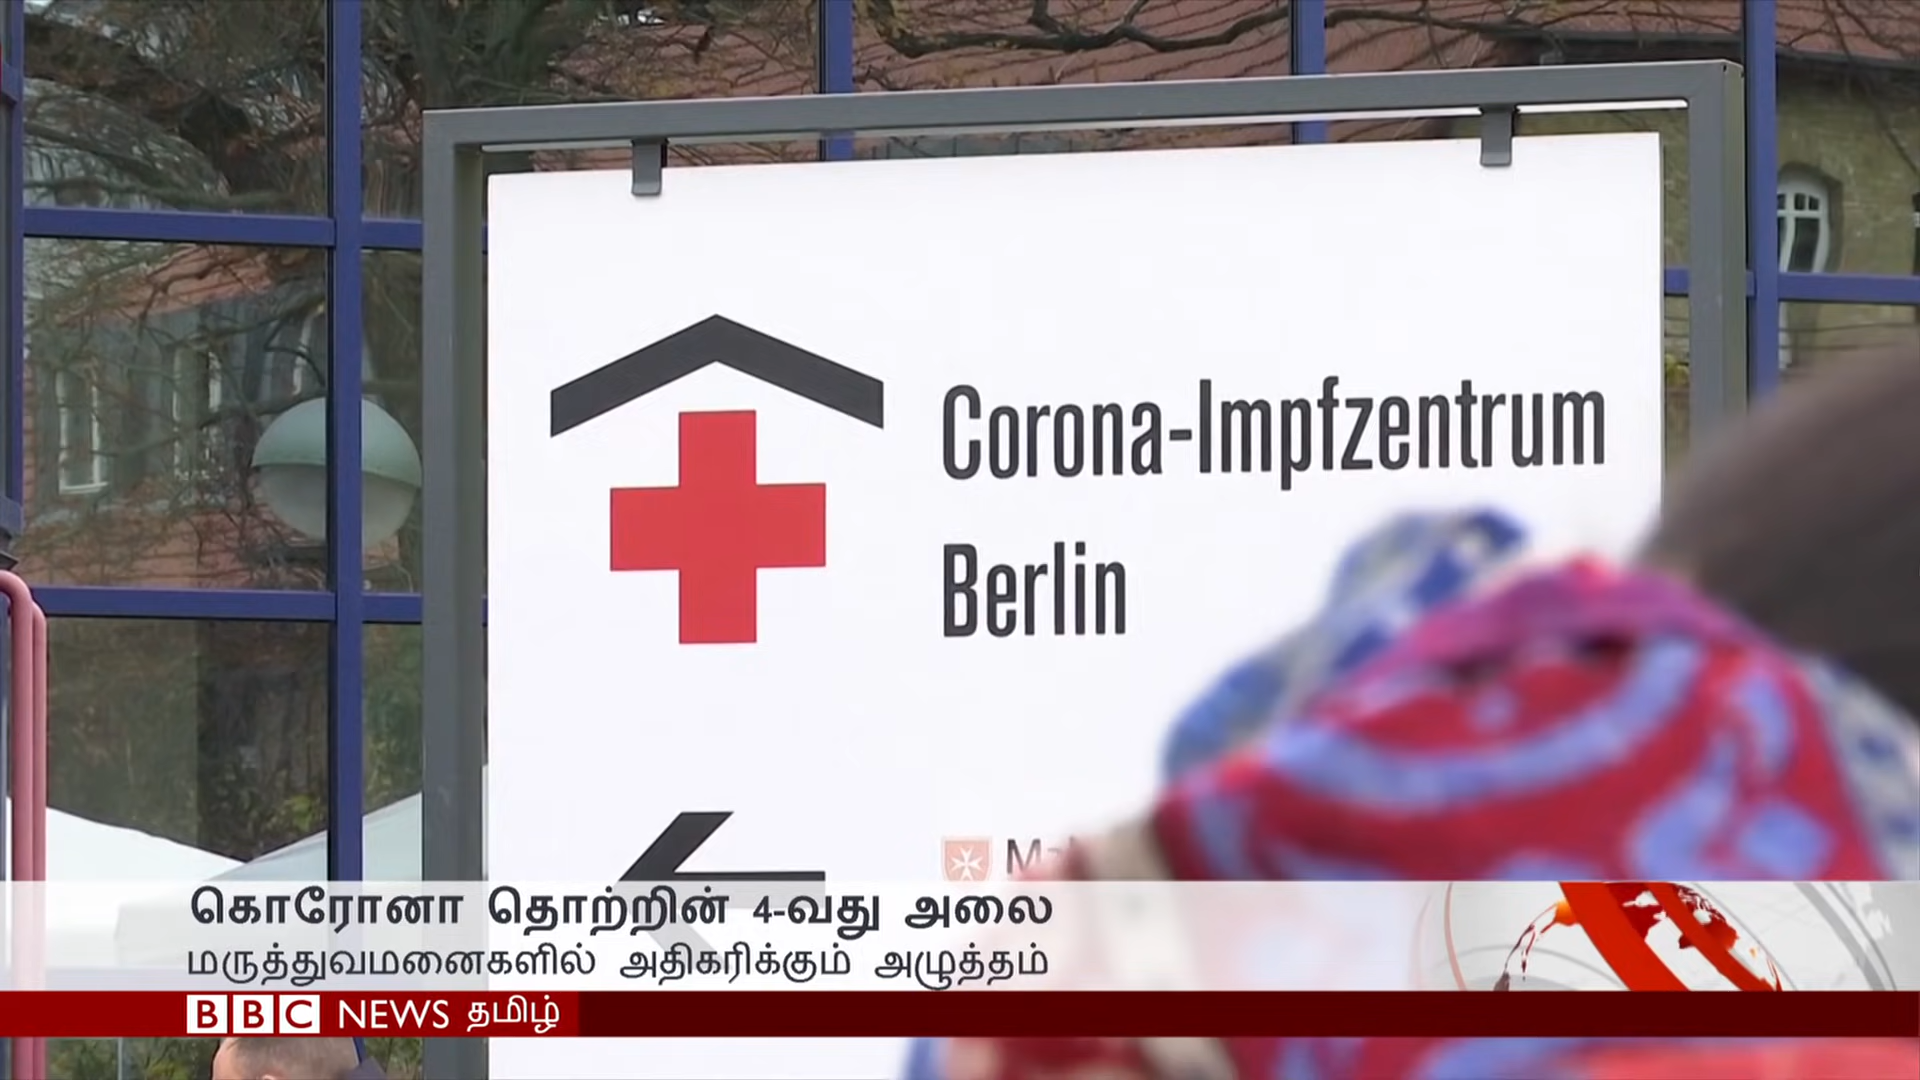 Corona-Impfzentrum
Berlin
கொரோனா தொற்றின் 4-வது அலை
மருத்துவமனைகளில் அதிகரிக்கும் அழுத்தம்
BBC NEWS தமிழ்